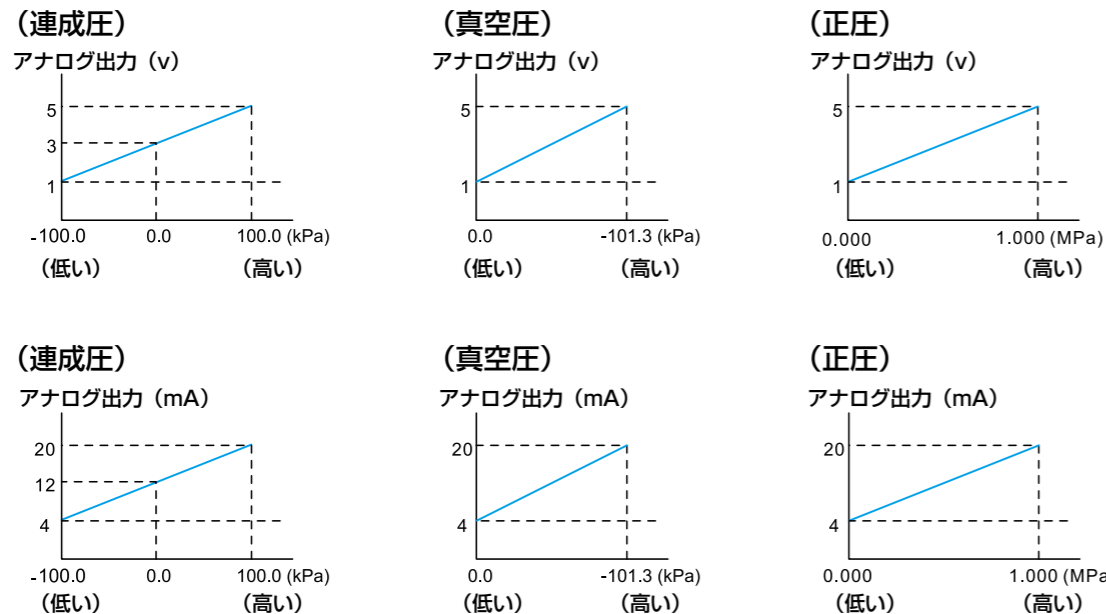 （連成圧）
アナログ出力（v）
5
3
1
-100.0 0.0 100.0 (kPa)
（低い） （高い）
（真空圧）
アナログ出力（v）
5
1
0.0 -101.3 (kPa)
（低い） （高い）
（正圧）
アナログ出力（v）
5
1
0.000 1.000 (MPa)
（低い） （高い）
（連成圧）
アナログ出力（mA）
20
12
4
-100.0 0.0 100.0 (kPa)
（低い） （高い）
（真空圧）
アナログ出力（mA）
20
4
0.0 -101.3 (kPa)
（低い） （高い）
（正圧）
アナログ出力（mA）
20
4
0.000 1.000 (MPa
（低い） （高い）